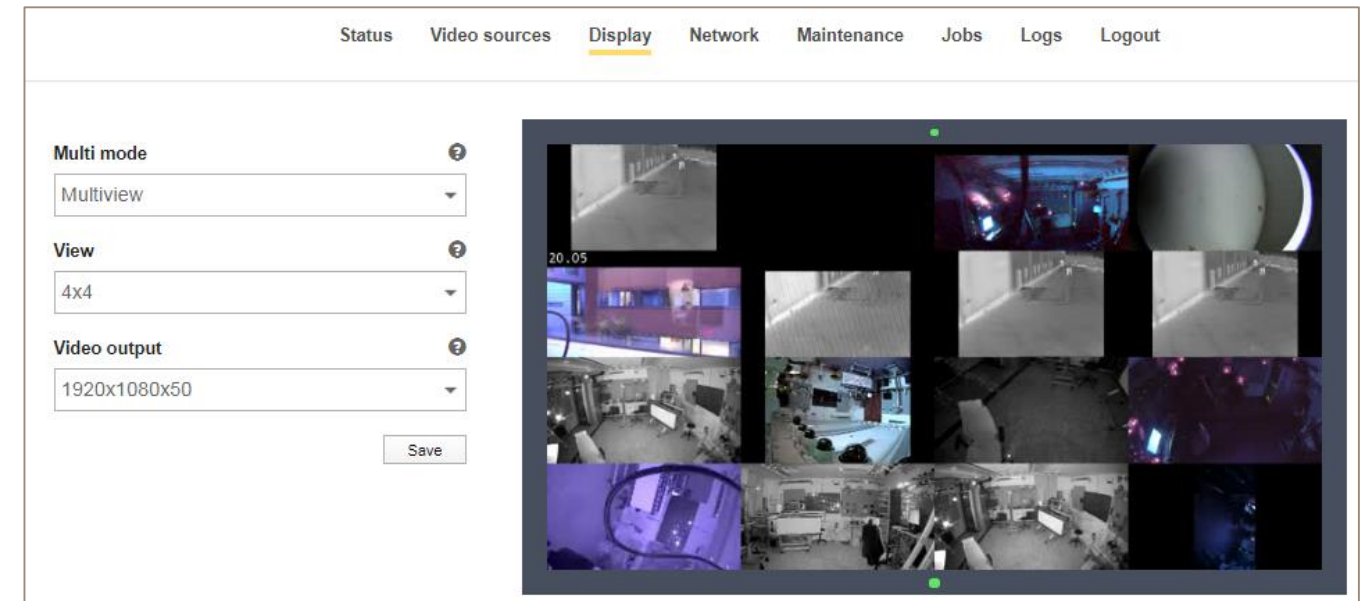 Status Video sources Display Network Maintenance Jobs Logs Logout
Multi mode ?
Multiview
View ?
4x4
Video output ?
1920x1080x50
Save
20.05